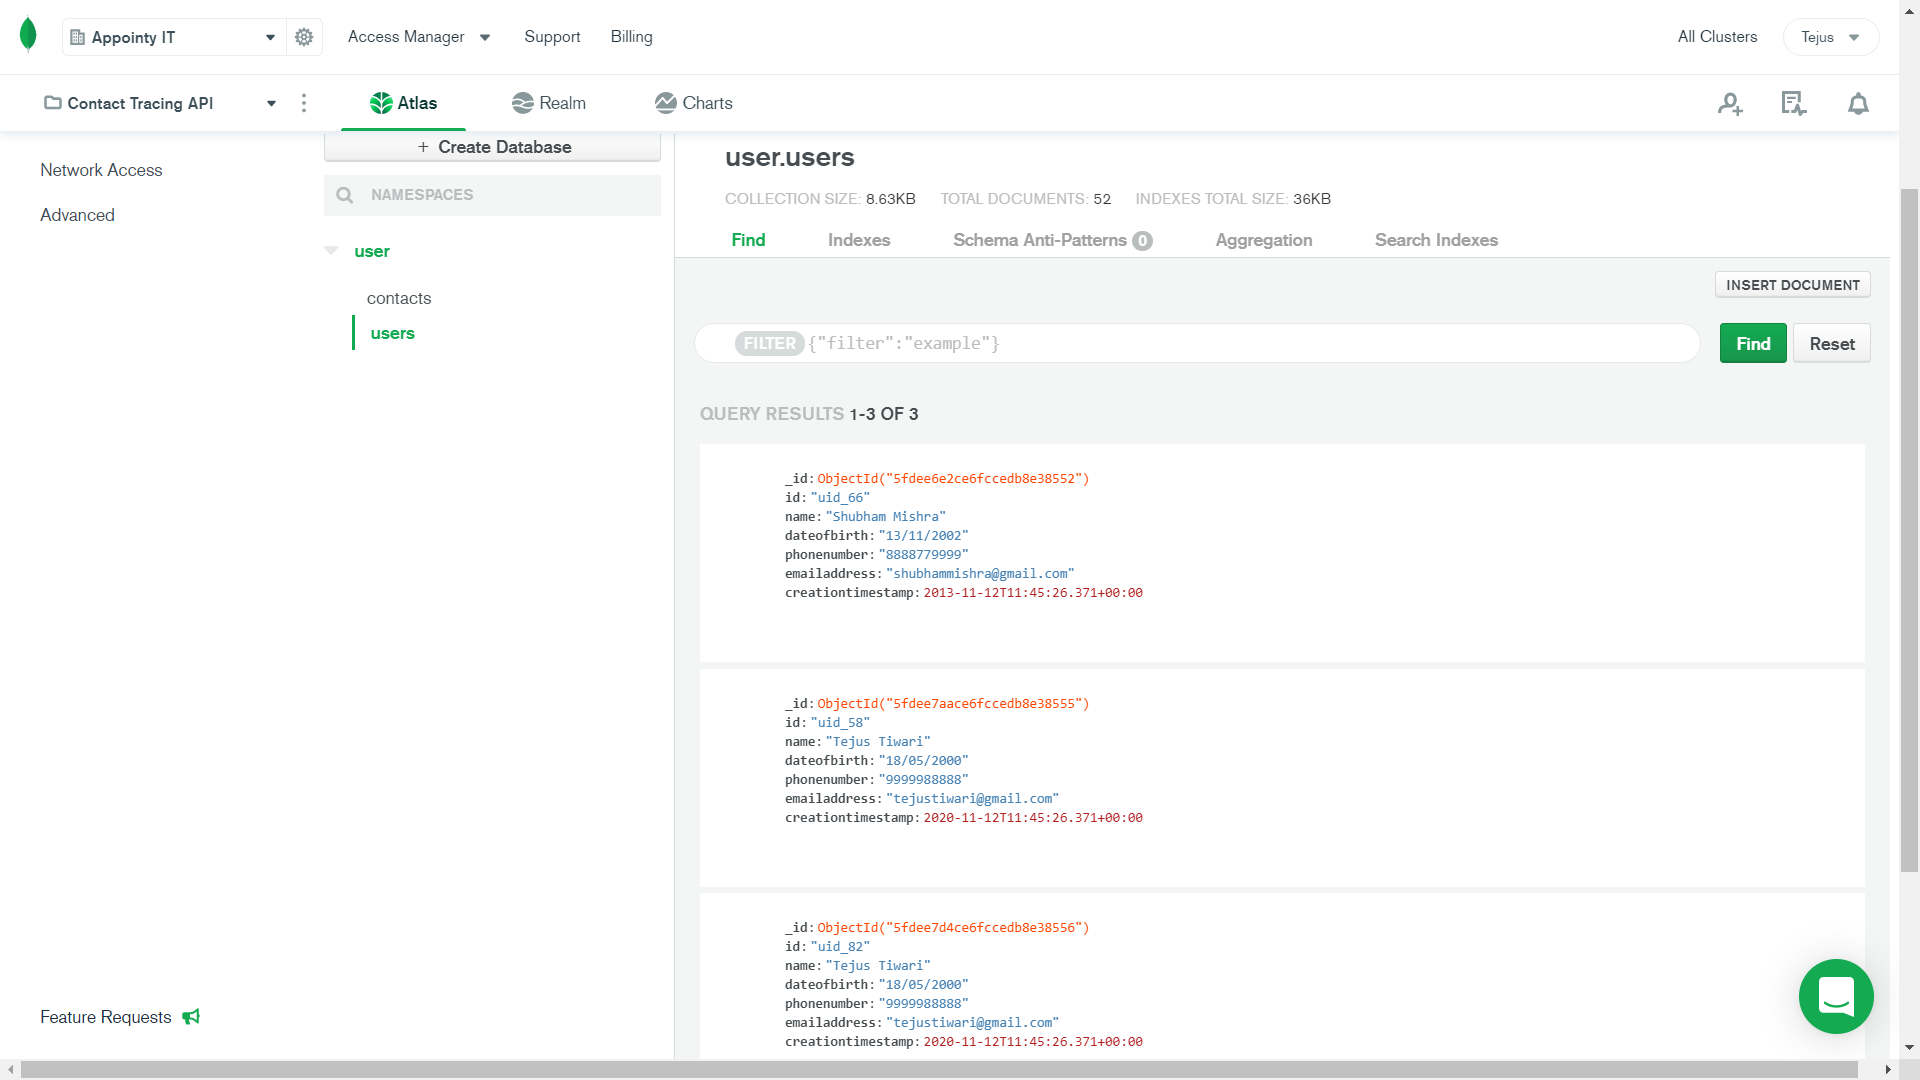 Appointy IT
Access Manager
Support
Billing
All Clusters
Tejus
Contact Tracing API
Atlas
Realm
Charts
Network Access
Advanced
Feature Requests
+ Create Database
NAMESPACES
user
contacts
users
user.users
COLLECTION SIZE: 8.63KB TOTAL DOCUMENTS: 52 INDEXES TOTAL SIZE: 36KB
Find Indexes Schema Anti-Patterns 0 Aggregation Search Indexes
INSERT DOCUMENT
FILTER {"filter":"example"}
Find
Reset
QUERY RESULTS 1-3 OF 3
_id: ObjectId("5fdee6e2ce6fccedb8e38552")
id: "uid_66"
name: "Shubham Mishra"
dateofbirth: "13/11/2002"
phonenumber: "8888779999"
emailaddress: "shubhammishra@gmail.com"
creationtimestamp: 2013-11-12T11:45:26.371+00:00
_id: ObjectId("5fdee7aace6fccedb8e38555")
id: "uid_58"
name: "Tejus Tiwari"
dateofbirth: "18/05/2000"
phonenumber: "9999988888"
emailaddress: "tejustiwari@gmail.com"
creationtimestamp: 2020-11-12T11:45:26.371+00:00
_id: ObjectId("5fdee7d4ce6fccedb8e38556")
id: "uid_82"
name: "Tejus Tiwari"
dateofbirth: "18/05/2000"
phonenumber: "9999988888"
emailaddress: "tejustiwari@gmail.com"
creationtimestamp: 2020-11-12T11:45:26.371+00:00